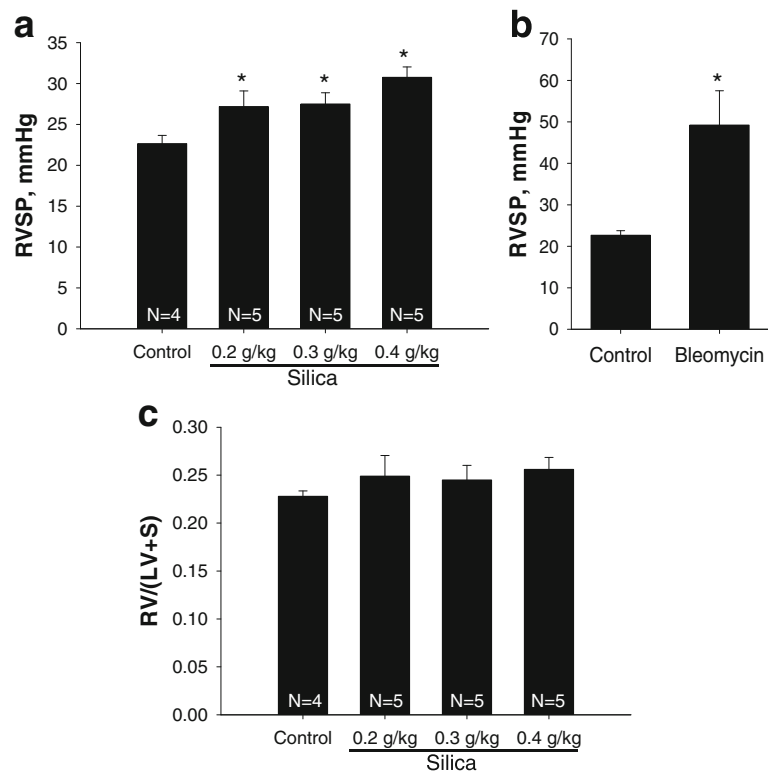 a
RVSP, mmHg
35
30
25
20
15
10
5
0
*
*
*
N=4
N=5
N=5
N=5
Control
0.2 g/kg
0.3 g/kg
0.4 g/kg
Silica
b
RVSP, mmHg
70
60
50
40
30
20
10
0
*
Control
Bleomycin
c
RV/(LV+S)
0.30
0.25
0.20
0.15
0.10
0.05
0.00
N=4
N=5
N=5
N=5
Control
0.2 g/kg
0.3 g/kg
0.4 g/kg
Silica